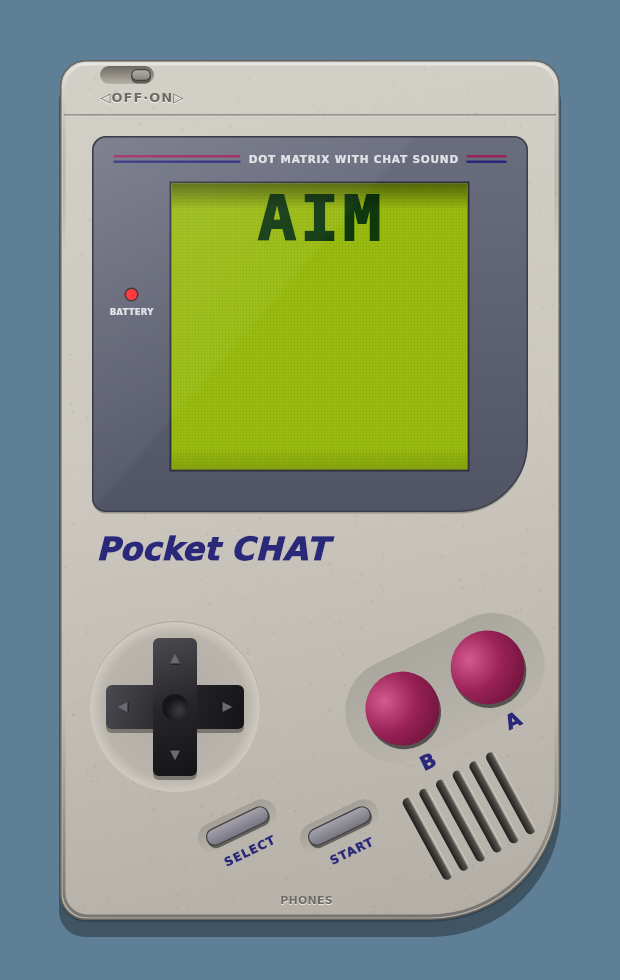 ◁OFF·ON▷
DOT MATRIX WITH CHAT SOUND
AIM
BATTERY
Pocket CHAT
A
B
SELECT
START
PHONES